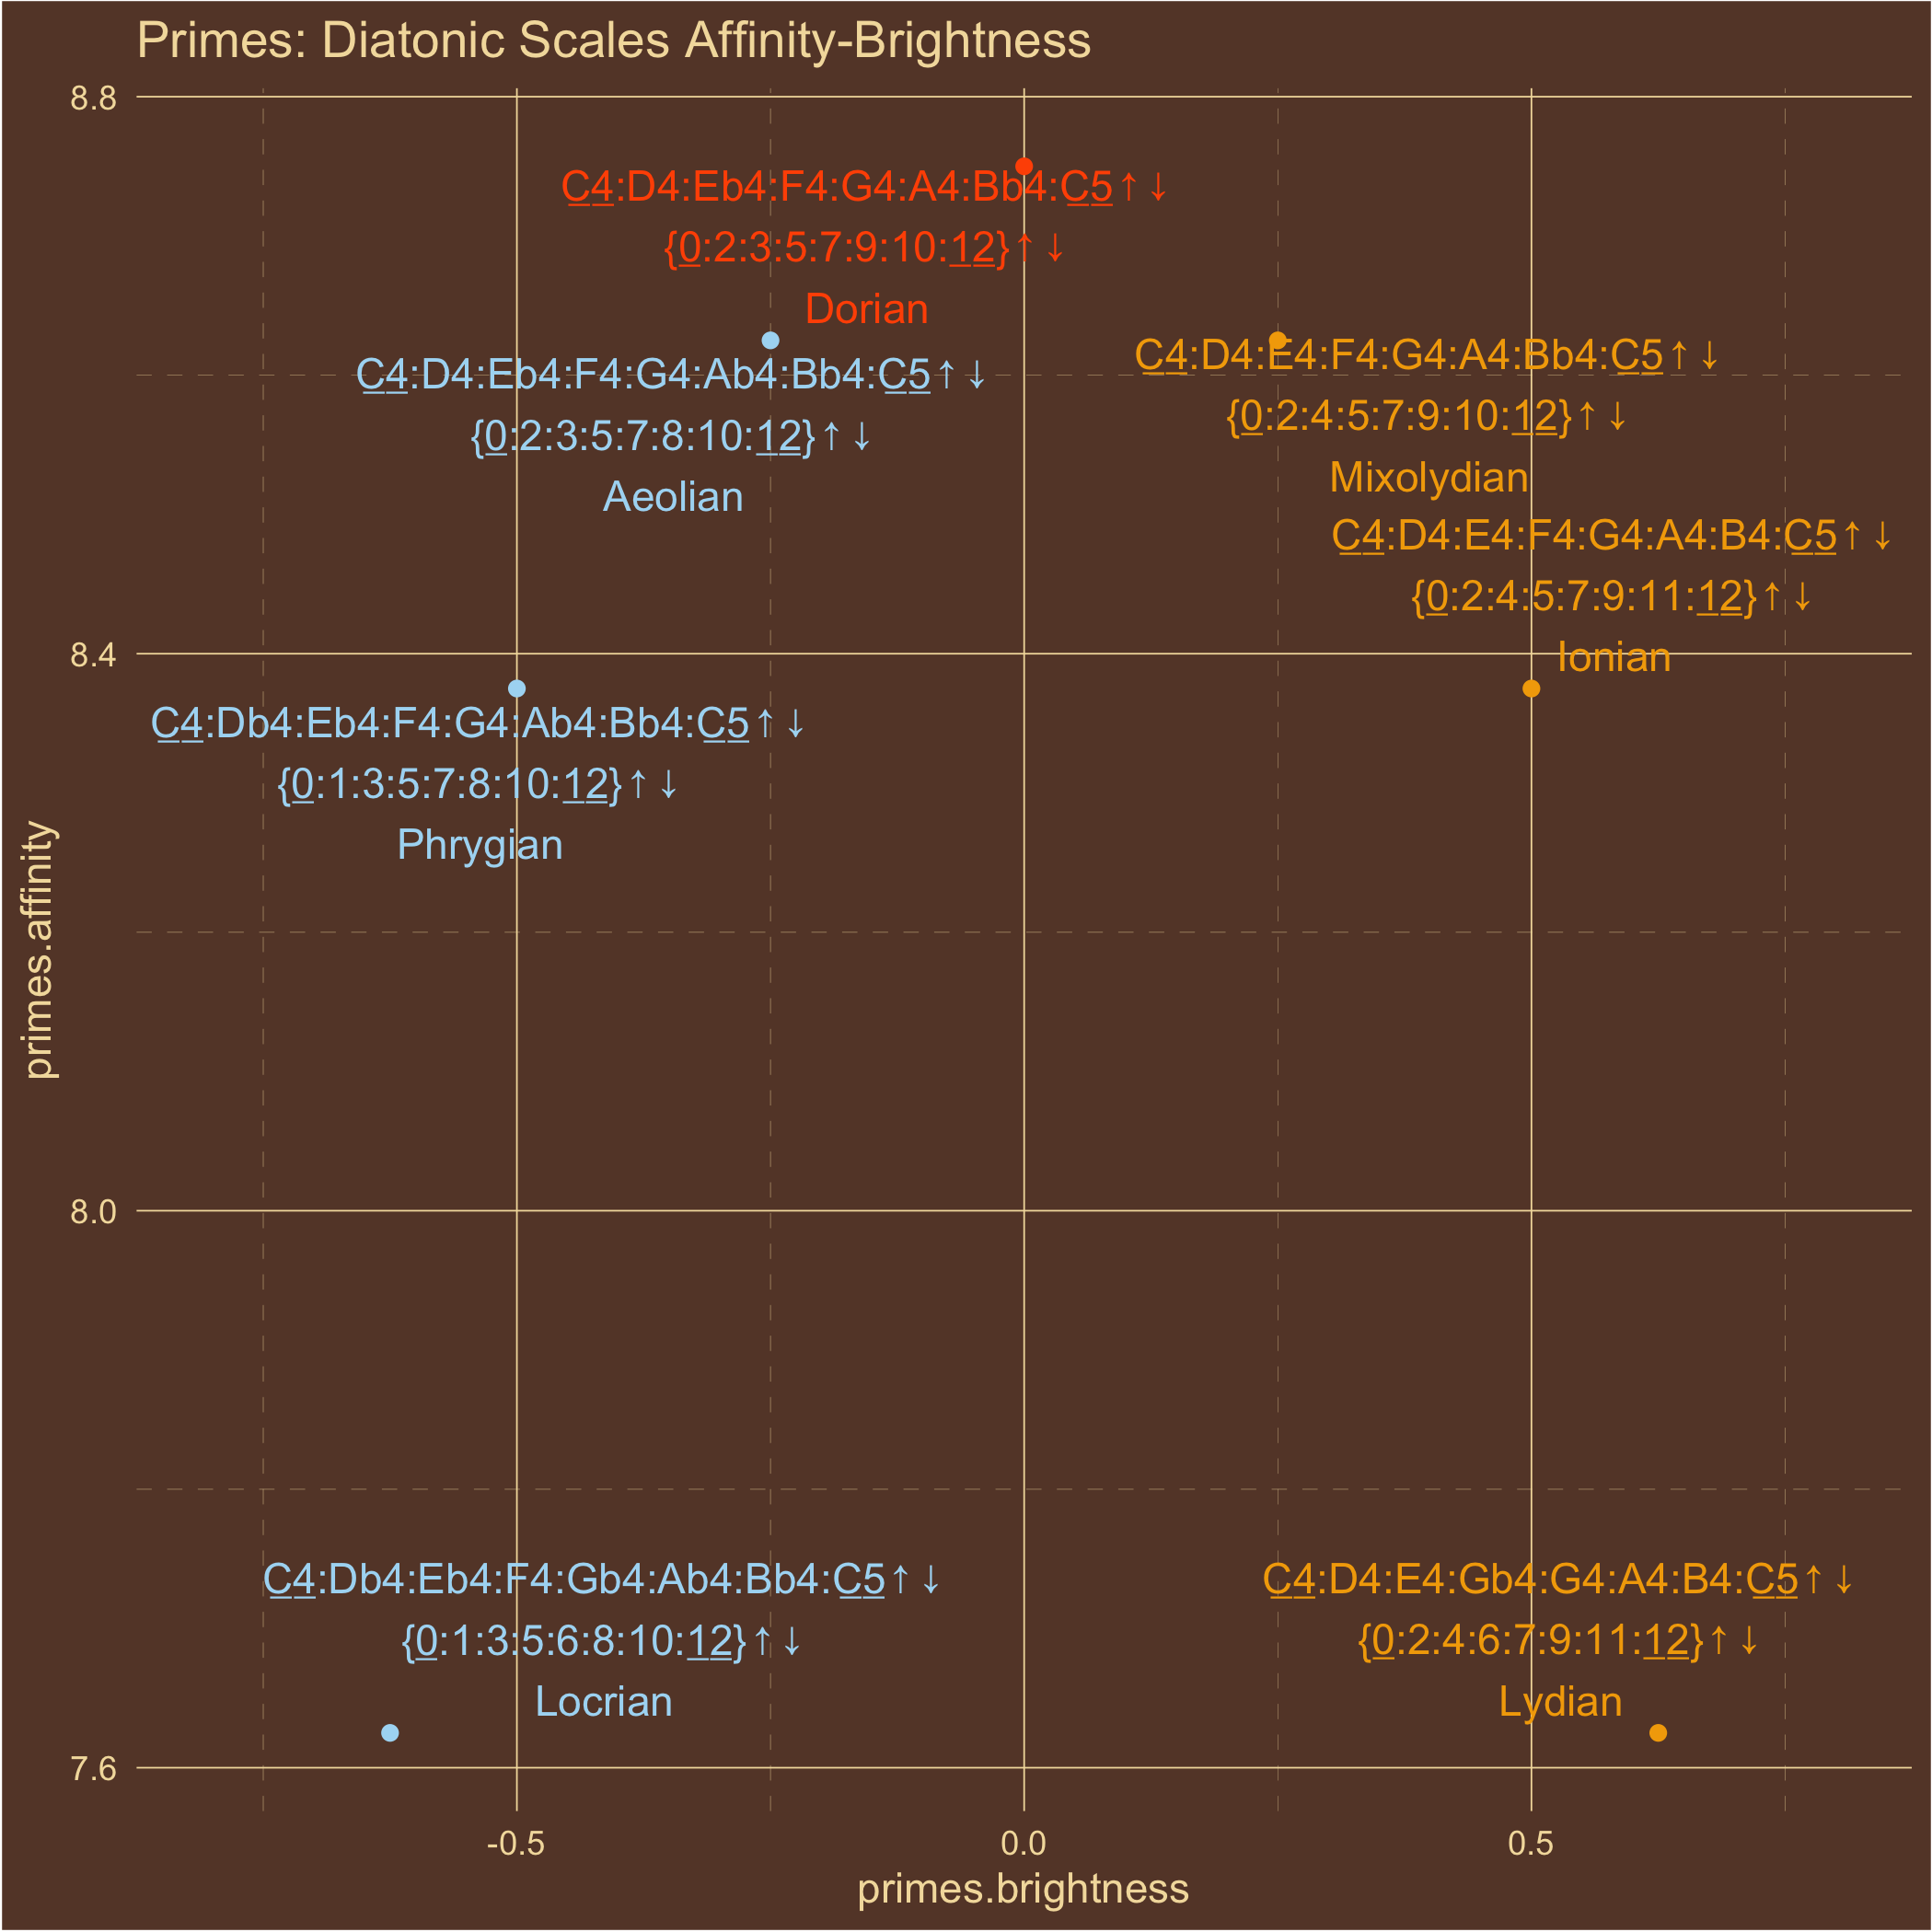 Primes: Diatonic Scales Affinity-Brightness
8.8
C4:D4:Eb4:F4:G4:A4:Bb4:C5↑↓
{0:2:3:5:7:9:10:12}↑↓
Dorian
C4:D4:Eb4:F4:G4:Ab4:Bb4:C5↑↓
{0:2:3:5:7:8:10:12}↑↓
Aeolian
C4:D4:E4:F4:G4:A4:Bb4:C5↑↓
{0:2:4:5:7:9:10:12}↑↓
Mixolydian
C4:D4:E4:F4:G4:A4:B4:C5↑↓
{0:2:4:5:7:9:11:12}↑↓
Ionian
8.4
C4:Db4:Eb4:F4:G4:Ab4:Bb4:C5↑↓
{0:1:3:5:7:8:10:12}↑↓
Phrygian
primes.affinity
8.0
C4:Db4:Eb4:F4:Gb4:Ab4:Bb4:C5↑↓
{0:1:3:5:6:8:10:12}↑↓
Locrian
C4:D4:E4:Gb4:G4:A4:B4:C5↑↓
{0:2:4:6:7:9:11:12}↑↓
Lydian
7.6
-0.5
0.0
0.5
primes.brightness